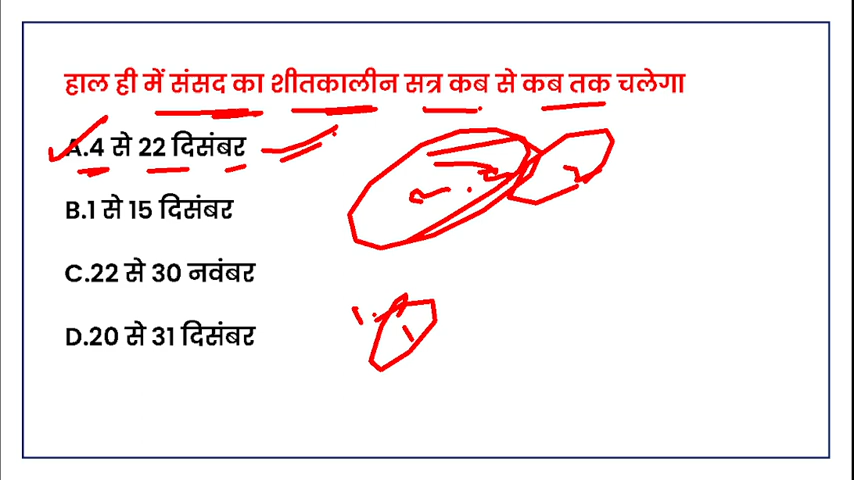 हाल ही में संसद का शीतकालीन सत्र कब से कब तक चलेगा
A.4 से 22 दिसंबर
B.1 से 15 दिसंबर
C.22 से 30 नवंबर
D.20 से 31 दिसंबर